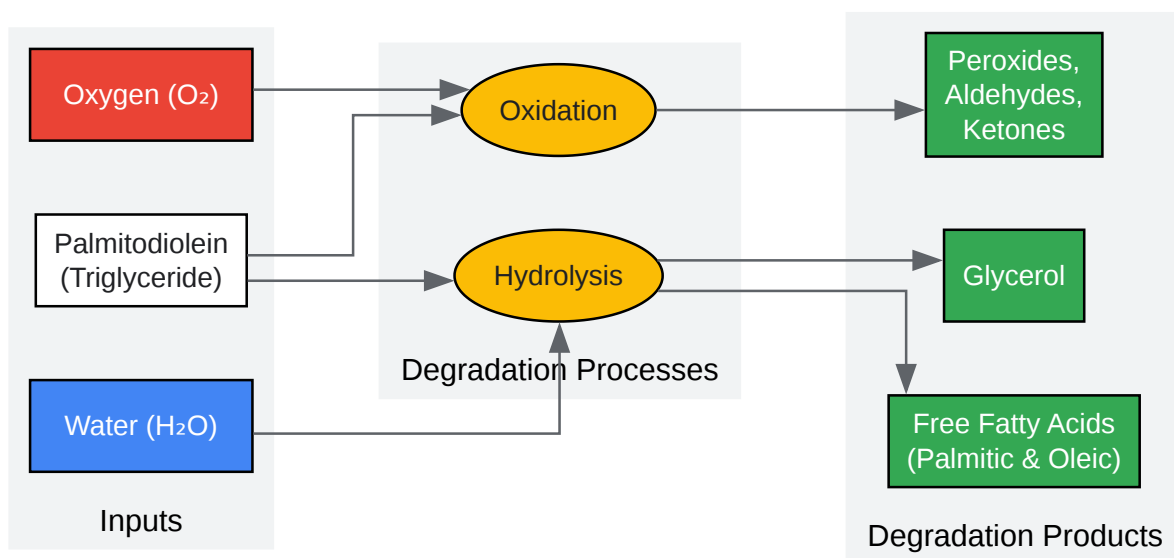 Oxygen (O₂)
Palmitodiolein
(Triglyceride)
Water (H₂O)
Inputs
Oxidation
Hydrolysis
Degradation Processes
Peroxides,
Aldehydes,
Ketones
Glycerol
Free Fatty Acids
(Palmitic & Oleic)
Degradation Products